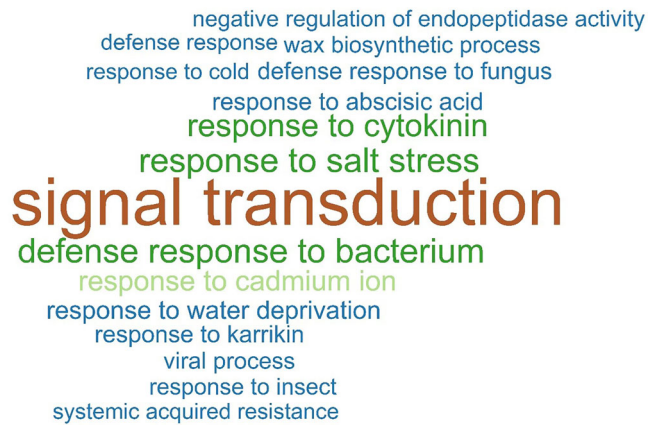 negative regulation of endopeptidase activity
defense response wax biosynthetic process
response to cold defense response to fungus
response to abscisic acid
response to cytokinin
response to salt stress
signal transduction
defense response to bacterium
response to cadmium ion
response to water deprivation
response to karrikin
viral process
response to insect
systemic acquired resistance